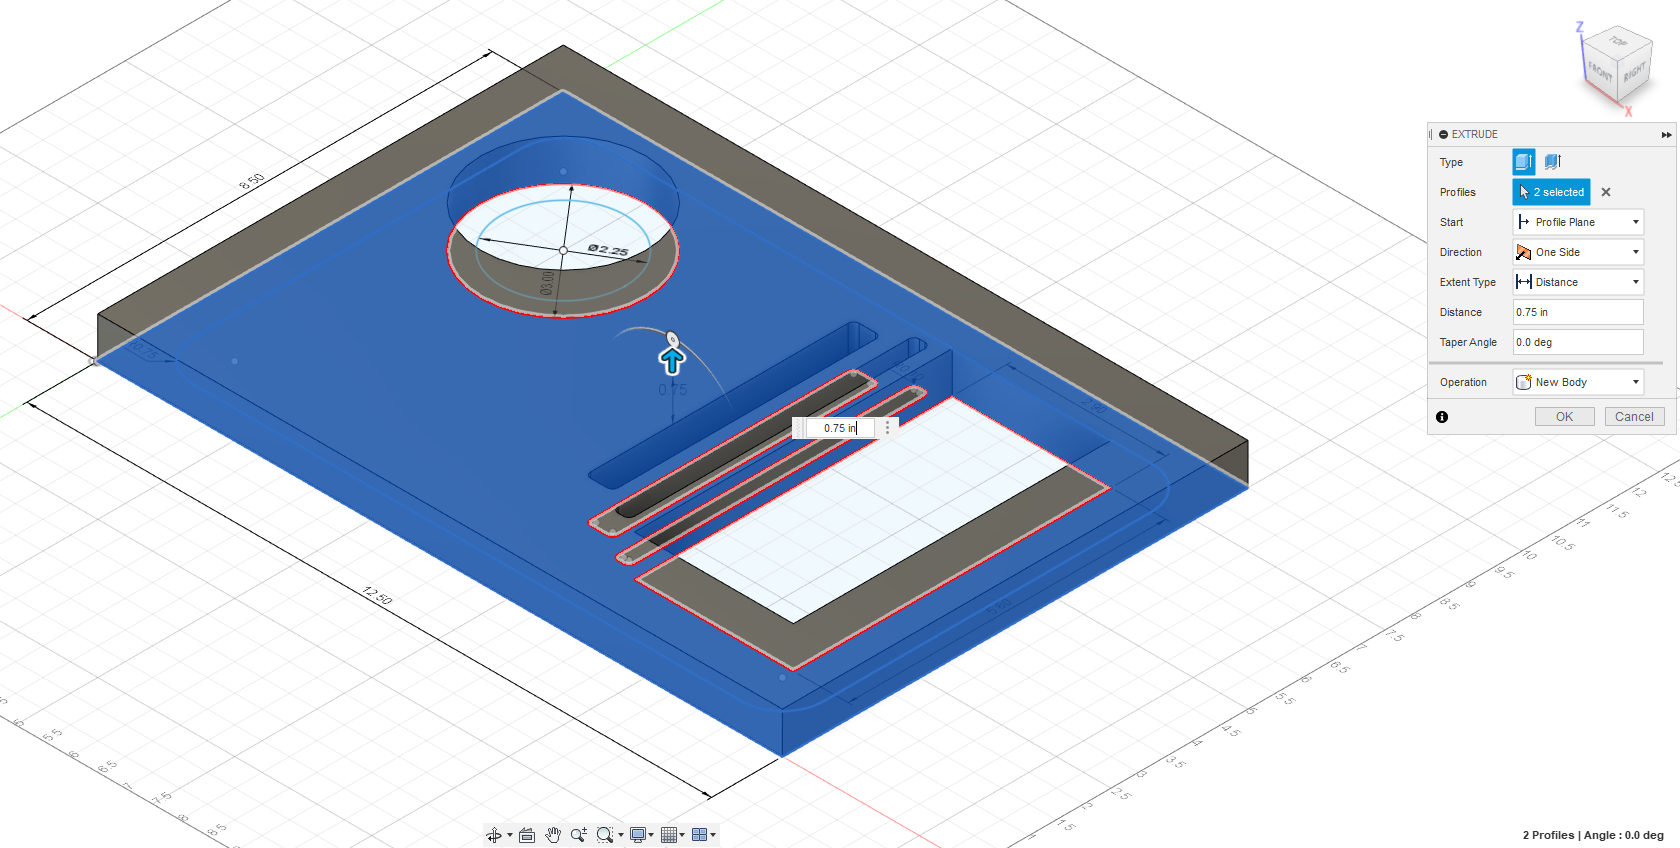 Z
TOP
FRONT
RIGHT
X
EXTRUDE
Type
Profiles
2 selected
Start
Profile Plane
Direction
One Side
Extent Type
Distance
Distance
0.75 in
Taper Angle
0.0 deg
Operation
New Body
OK
Cancel
8.50
Ø2.25
Ø3.00
0.75
0.75
0.75 in
2.90
12.50
12.5
12
11.5
11
10.5
10
9.5
9
8.5
8
7.5
7
6.5
6
5.5
5
4.5
4
3.5
3
2.5
2
1.5
1
5.5
6
6.5
7
7.5
8
8.5
2 Profiles | Angle : 0.0 deg